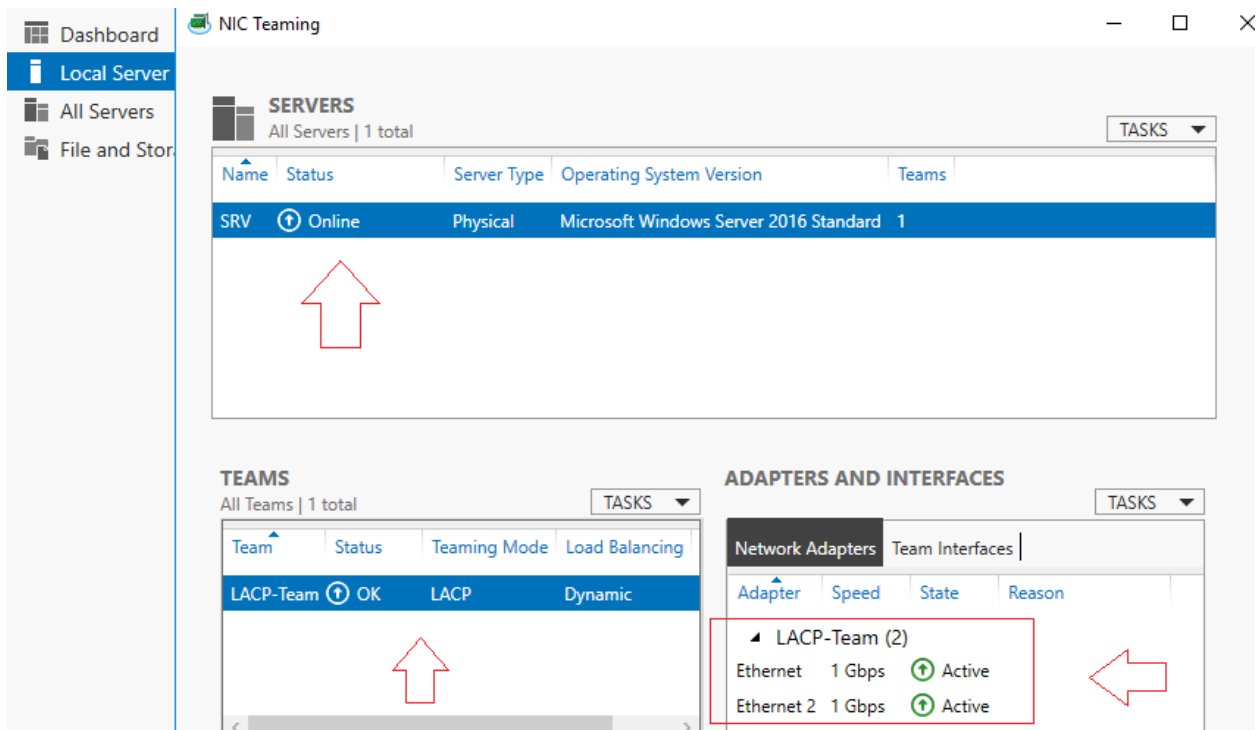 Dashboard
Local Server
All Servers
File and Stor
NIC Teaming
SERVERS
All Servers | 1 total
TASKS
Name Status Server Type Operating System Version Teams
SRV Online Physical Microsoft Windows Server 2016 Standard 1
TEAMS
All Teams | 1 total
TASKS
Team Status Teaming Mode Load Balancing
LACP-Team OK LACP Dynamic
ADAPTERS AND INTERFACES
TASKS
Network Adapters Team Interfaces
Adapter Speed State Reason
LACP-Team (2)
Ethernet 1 Gbps Active
Ethernet 2 1 Gbps Active